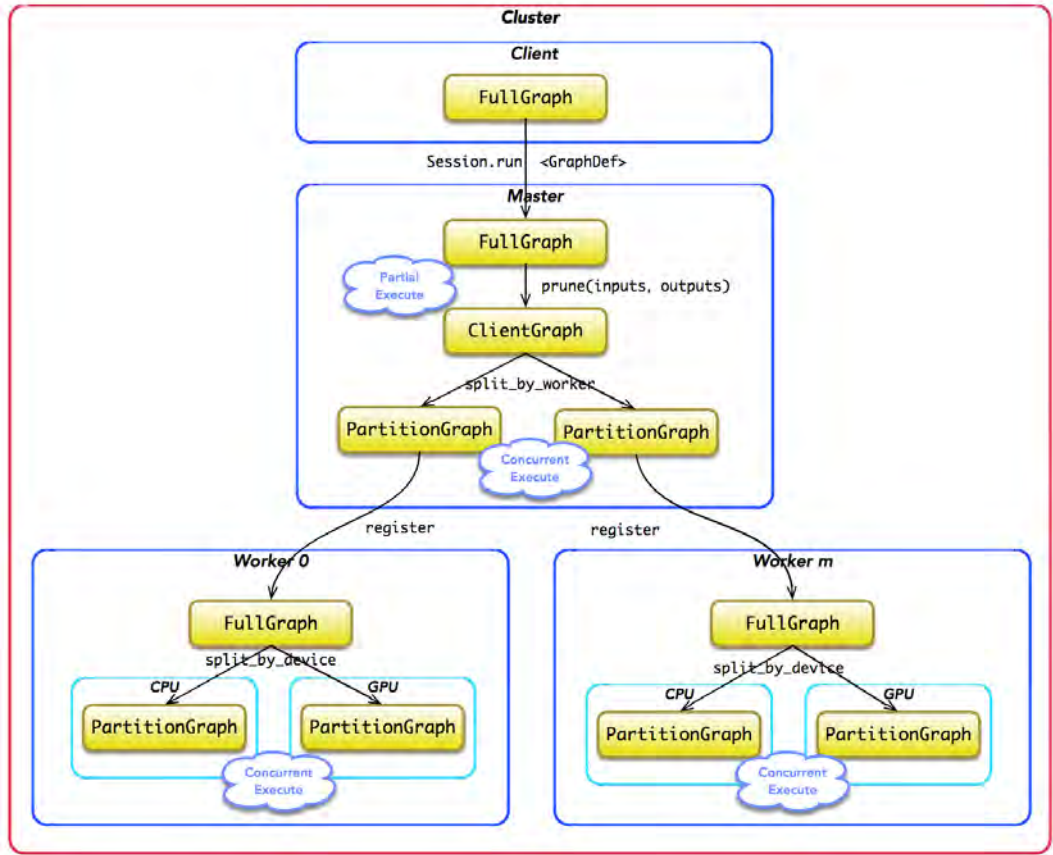 Cluster
Client
FullGraph
Session.run <GraphDef>
Master
FullGraph
Partial
Execute
prune(inputs, outputs)
ClientGraph
split_by_worker
PartitionGraph
PartitionGraph
Concurrent
Execute
register
register
Worker 0
FullGraph
split_by_device
CPU
GPU
PartitionGraph
PartitionGraph
Concurrent
Execute
Worker m
FullGraph
split_by_device
CPU
GPU
PartitionGraph
PartitionGraph
Concurrent
Execute